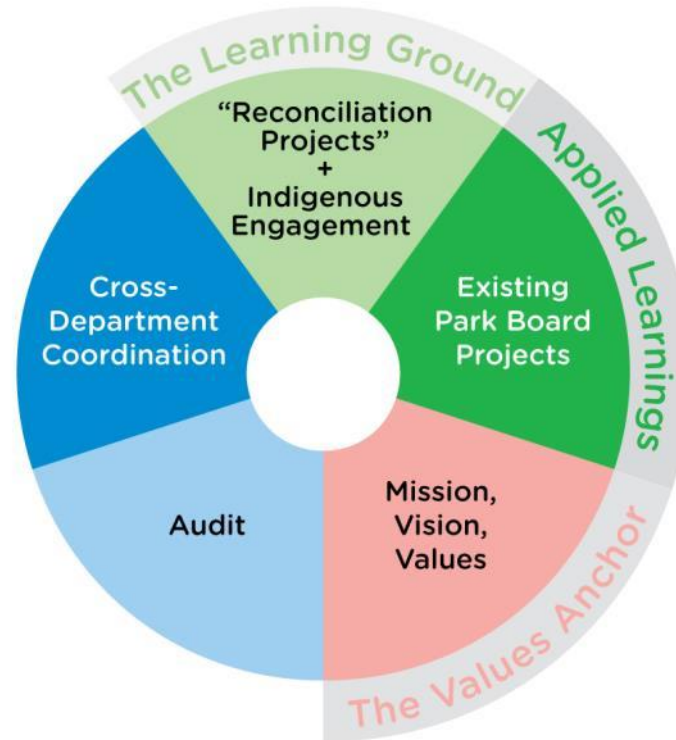 The Learning Ground
“Reconciliation
Projects”
+
Indigenous
Engagement
Applied Learnings
Existing
Park Board
Projects
Cross-
Department
Coordination
Audit
Mission,
Vision,
Values
The Values Anchor